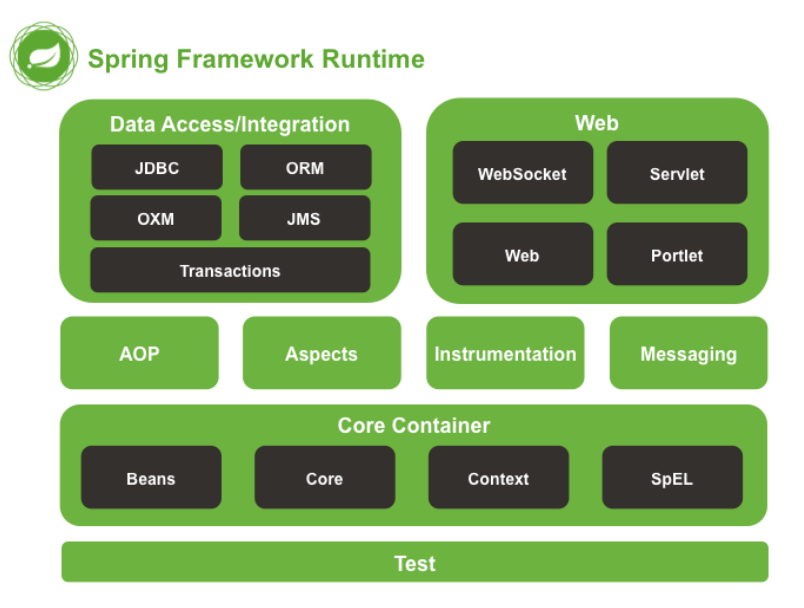 Spring Framework Runtime
Data Access/Integration
JDBC
ORM
OXM
JMS
Transactions
Web
WebSocket
Servlet
Web
Portlet
AOP
Aspects
Instrumentation
Messaging
Core Container
Beans
Core
Context
SpEL
Test